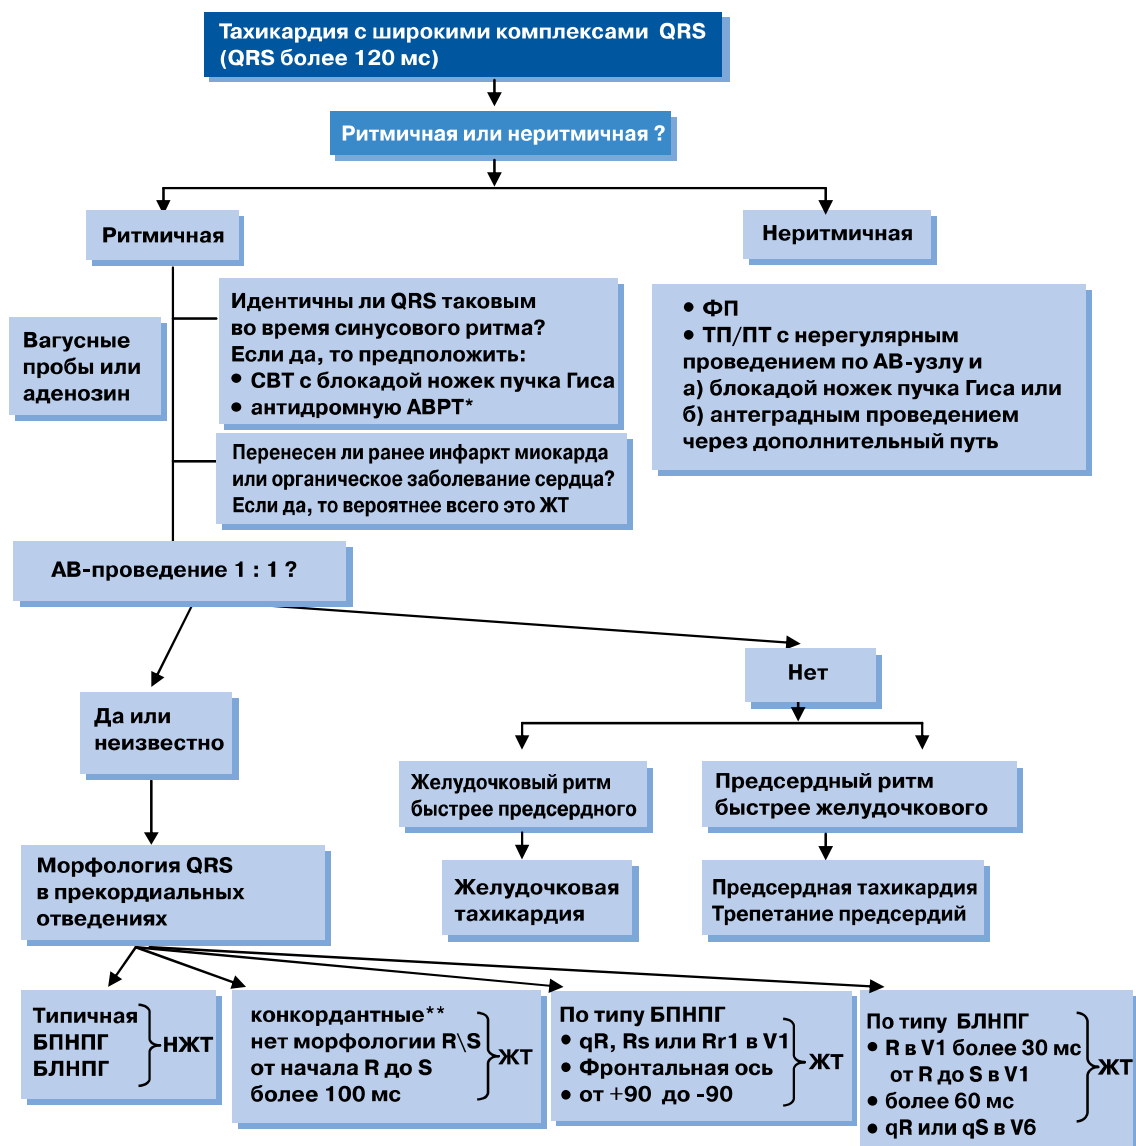 Тахикардия с широкими комплексами QRS
(QRS более 120 мс)
Ритмичная или неритмичная ?
Ритмичная
Неритмичная
Вагусные
пробы или
аденозин
Идентичны ли QRS таковым
во время синусового ритма?
Если да, то предположить:
• СВТ с блокадой ножек пучка Гиса
• антидромную АВРТ*
• ФП
• ТП/ПТ с нерегулярным
проведением по АВ-узлу и
а) блокадой ножек пучка Гиса или
б) антеградным проведением
через дополнительный путь
Перенесен ли ранее инфаркт миокарда
или органическое заболевание сердца?
Если да, то вероятнее всего это ЖТ
АВ-проведение 1 : 1 ?
Нет
Да или
неизвестно
Желудочковый ритм
быстрее предсердного
Предсердный ритм
быстрее желудочкового
Желудочковая
тахикардия
Предсердная тахикардия
Трепетание предсердий
Морфология QRS
в прекордиальных
отведениях
Типичная
БПНПГ
БЛНПГ
НЖТ
конкордантные**
нет морфологии R\S
от начала R до S
более 100 мс
ЖТ
По типу БПНПГ
• qR, Rs или Rr1 в V1
• Фронтальная ось
• от +90 до -90
ЖТ
По типу БЛНПГ
• R в V1 более 30 мс
от R до S в V1
• более 60 мс
• qR или qS в V6
ЖТ